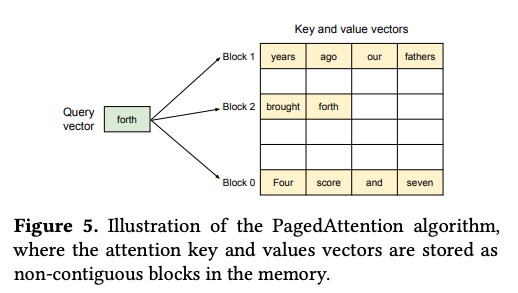 Key and value vectors
Block 1 years ago our fathers
Query vector
forth
Block 2 brought forth
Block 0 Four score and seven
Figure 5. Illustration of the PagedAttention algorithm,
where the attention key and values vectors are stored as
non-contiguous blocks in the memory.